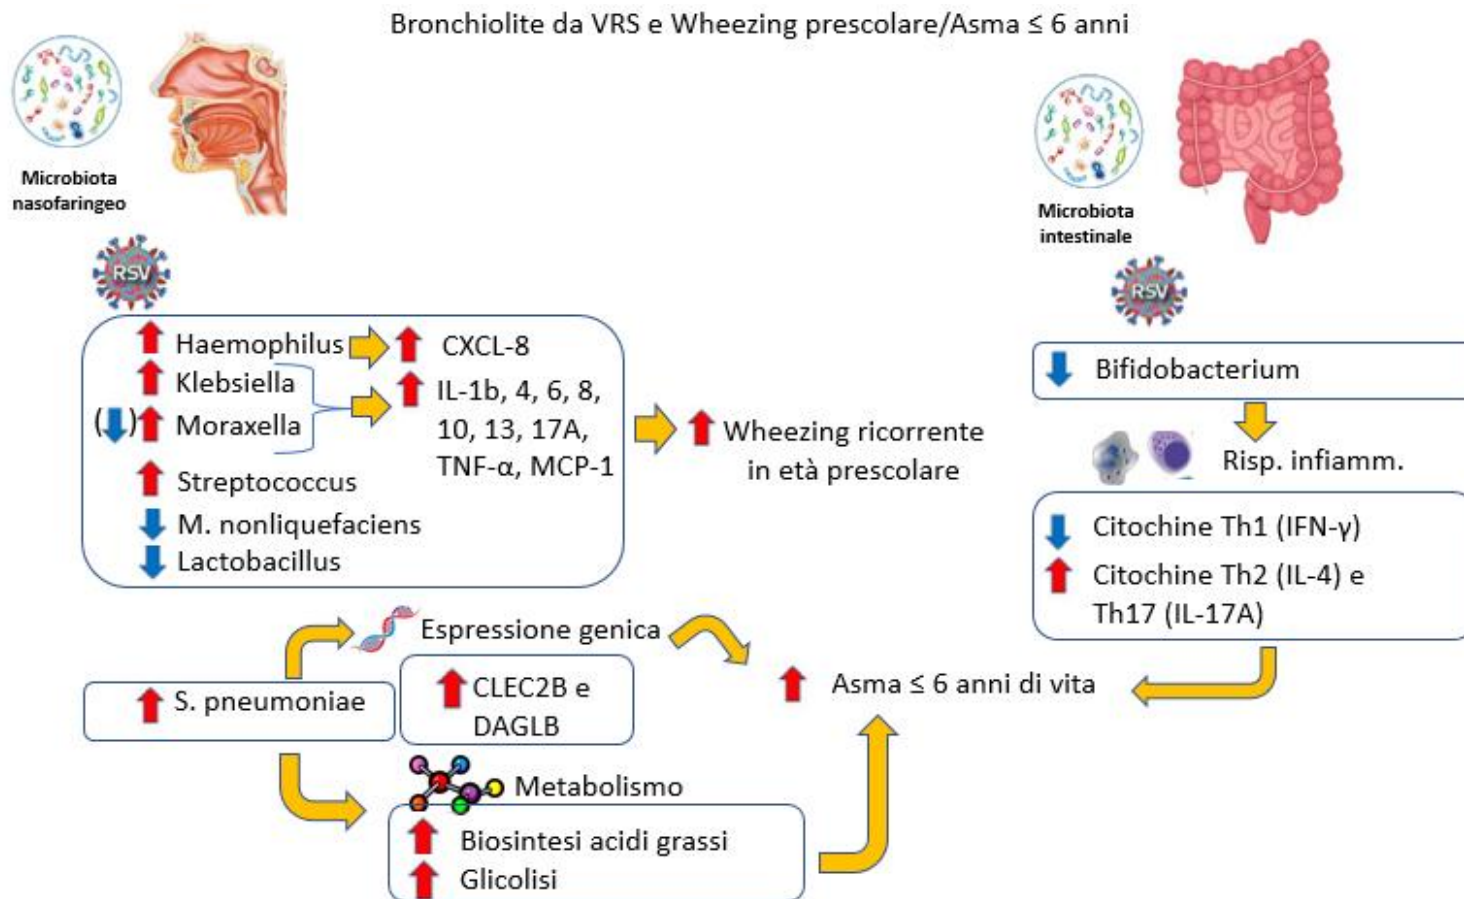 Bronchiolite da VRS e Wheezing prescolare/Asma ≤ 6 anni
Microbiota
nasofaringeo
RSV
Haemophilus
Klebsiella
( ) Moraxella
Streptococcus
M. nonliquefaciens
Lactobacillus
CXCL-8
IL-1b, 4, 6, 8,
10, 13, 17A,
TNF-α, MCP-1
Wheezing ricorrente
in età prescolare
Microbiota
intestinale
RSV
Bifidobacterium
Risp. infiamm.
Citochine Th1 (IFN-γ)
Citochine Th2 (IL-4) e
Th17 (IL-17A)
S. pneumoniae
Espressione genica
CLEC2B e
DAGLB
Metabolismo
Biosintesi acidi grassi
Glicolisi
Asma ≤ 6 anni di vita